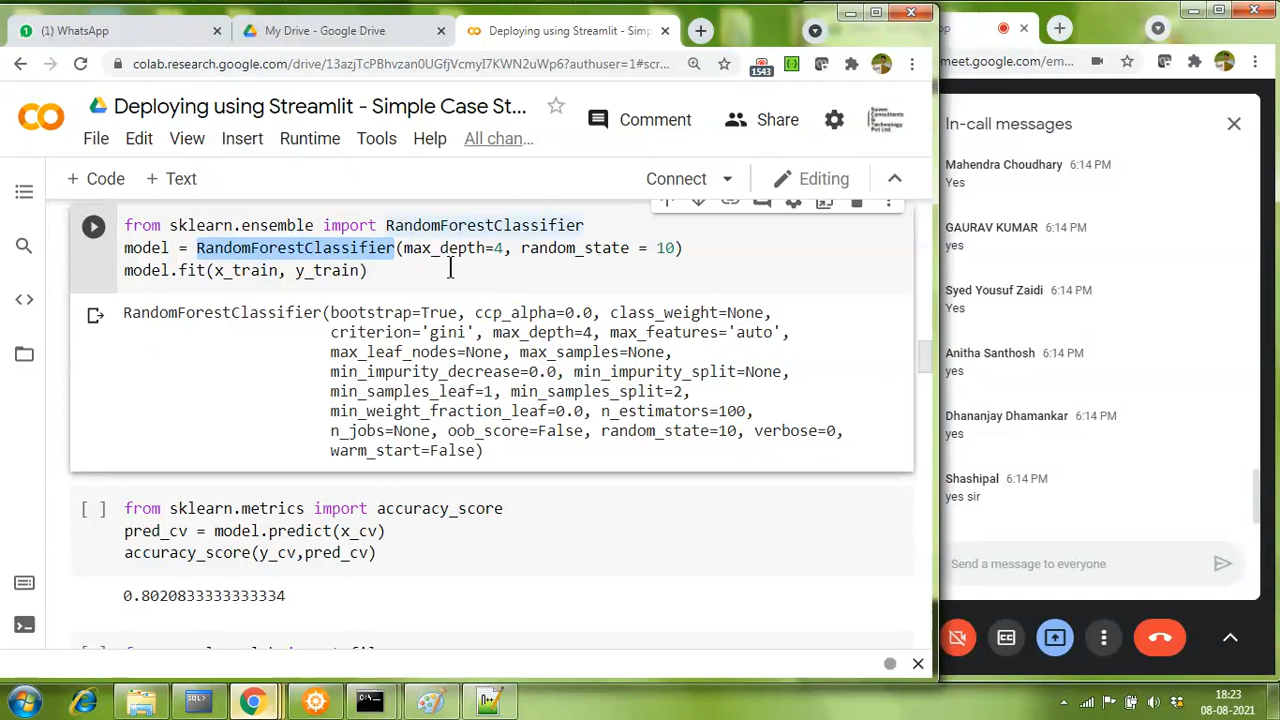 (1) WhatsApp
My Drive - Google Drive
Deploying using Streamlit - Simp
colab.research.google.com/drive/
1543
Deploying using Streamlit - Simple Case St...
Comment
Share
File
Edit
View
Insert
Runtime
Tools
Help
All chan...
+ Code
+ Text
Connect
Editing
from sklearn.ensemble import RandomForestClassifier
model = RandomForestClassifier(max_depth=4, random_state = 10)
model.fit(x_train, y_train)
RandomForestClassifier(bootstrap=True, ccp_alpha=0.0, class_weight=None,
criterion='gini', max_depth=4, max_features='auto',
max_leaf_nodes=None, max_samples=None,
min_impurity_decrease=0.0, min_impurity_split=None,
min_samples_leaf=1, min_samples_split=2,
min_weight_fraction_leaf=0.0, n_estimators=100,
n_jobs=None, oob_score=False, random_state=10, verbose=0,
warm_start=False)
[ ] from sklearn.metrics import accuracy_score
pred_cv = model.predict(x_cv)
accuracy_score(y_cv,pred_cv)
0.8020833333333334
meet.google.com/em...
In-call messages
Mahendra Choudhary 6:14 PM
Yes
GAURAV KUMAR 6:14 PM
yes
Syed Yousuf Zaidi 6:14 PM
yes
Anitha Santhosh 6:14 PM
yes
Dhananjay Dhamankar 6:14 PM
yes
Shashipal 6:14 PM
yes sir
Send a message to everyone
18:23
08-08-2021